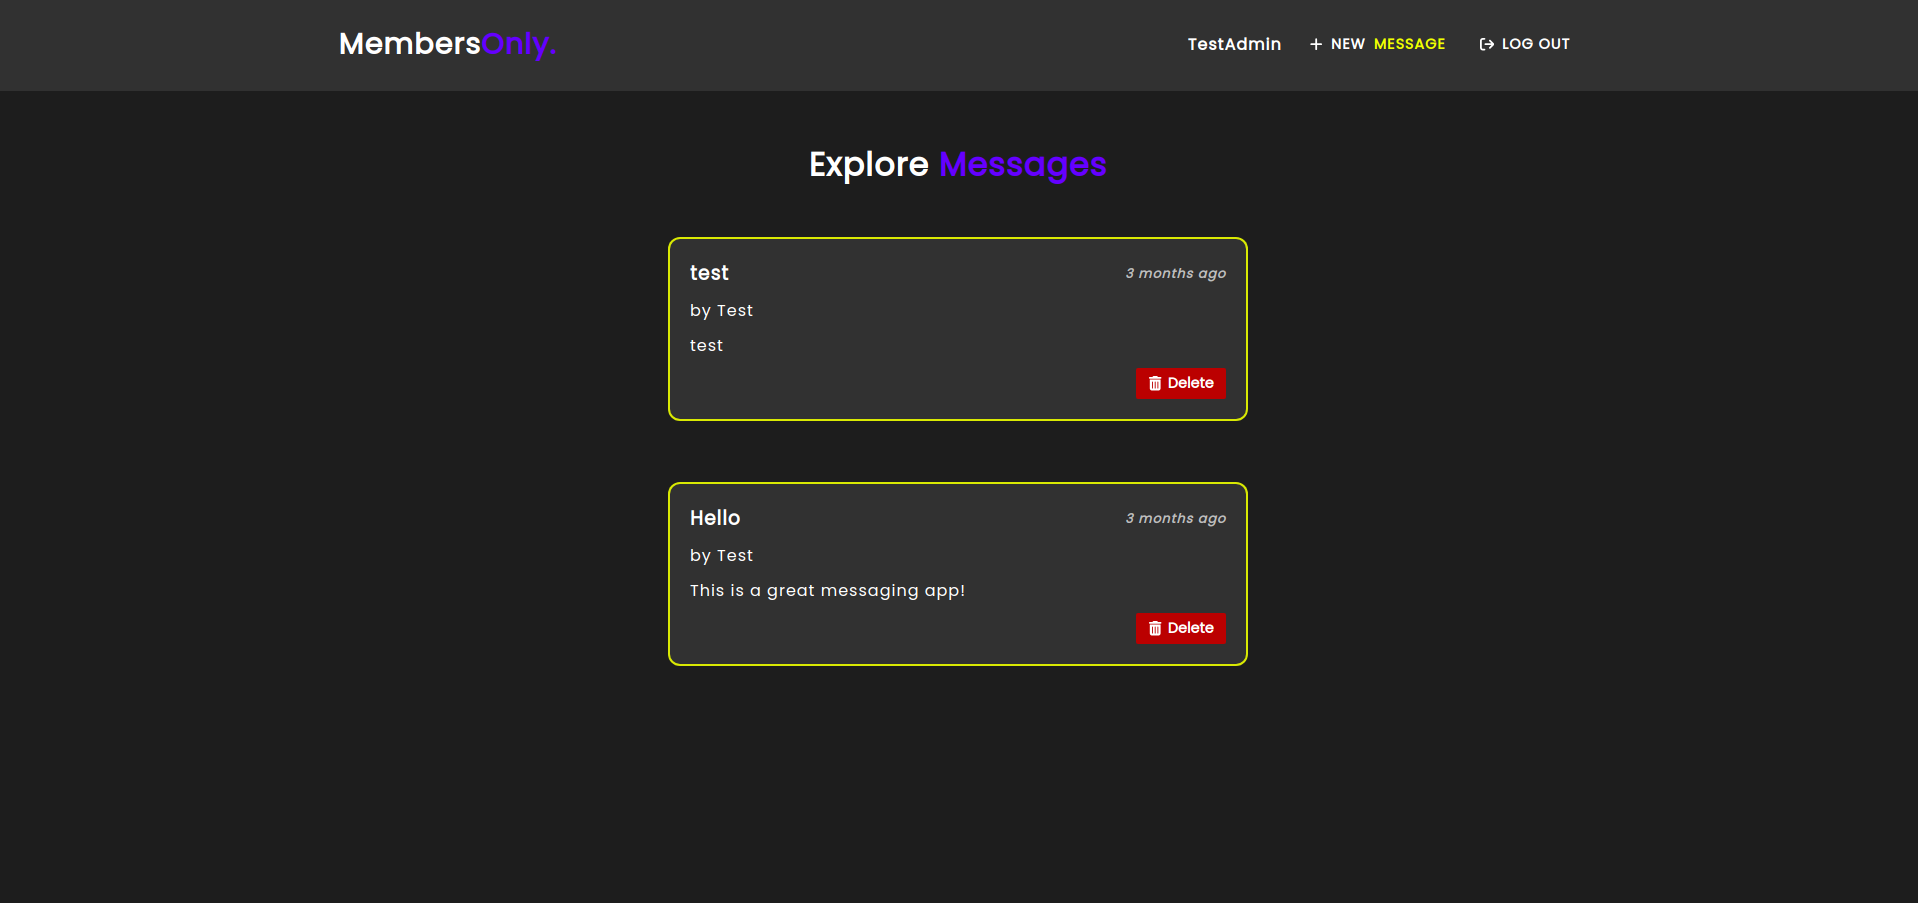 MembersOnly.
TestAdmin
NEW MESSAGE
LOG OUT
Explore Messages
test
3 months ago
by Test
test
Delete
Hello
3 months ago
by Test
This is a great messaging app!
Delete